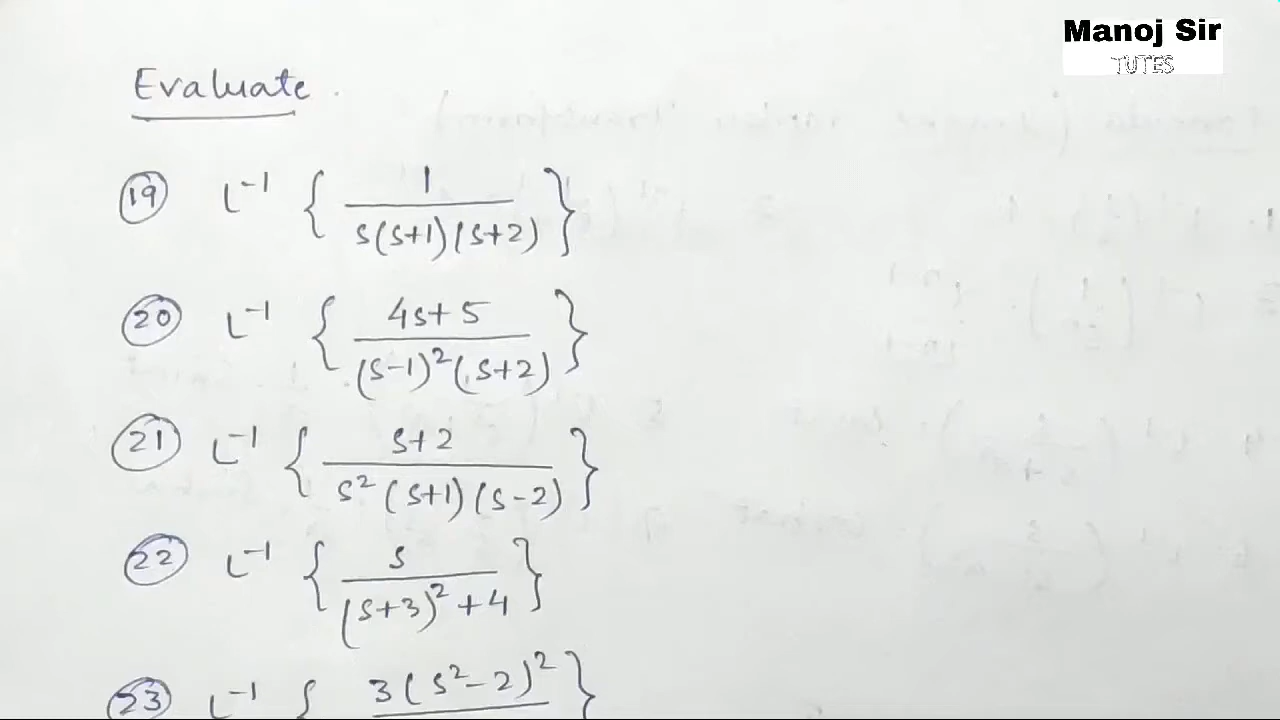 Manoj Sir
TUTES
Evaluate
19 L⁻¹ { 1 / s(s+1)(s+2) }
20 L⁻¹ { 4s+5 / (s-1)²(s+2) }
21 L⁻¹ { s+2 / s²(s+1)(s-2) }
22 L⁻¹ { s / (s+3)²+4 }
23 L⁻¹ { 3(s²-2)² }